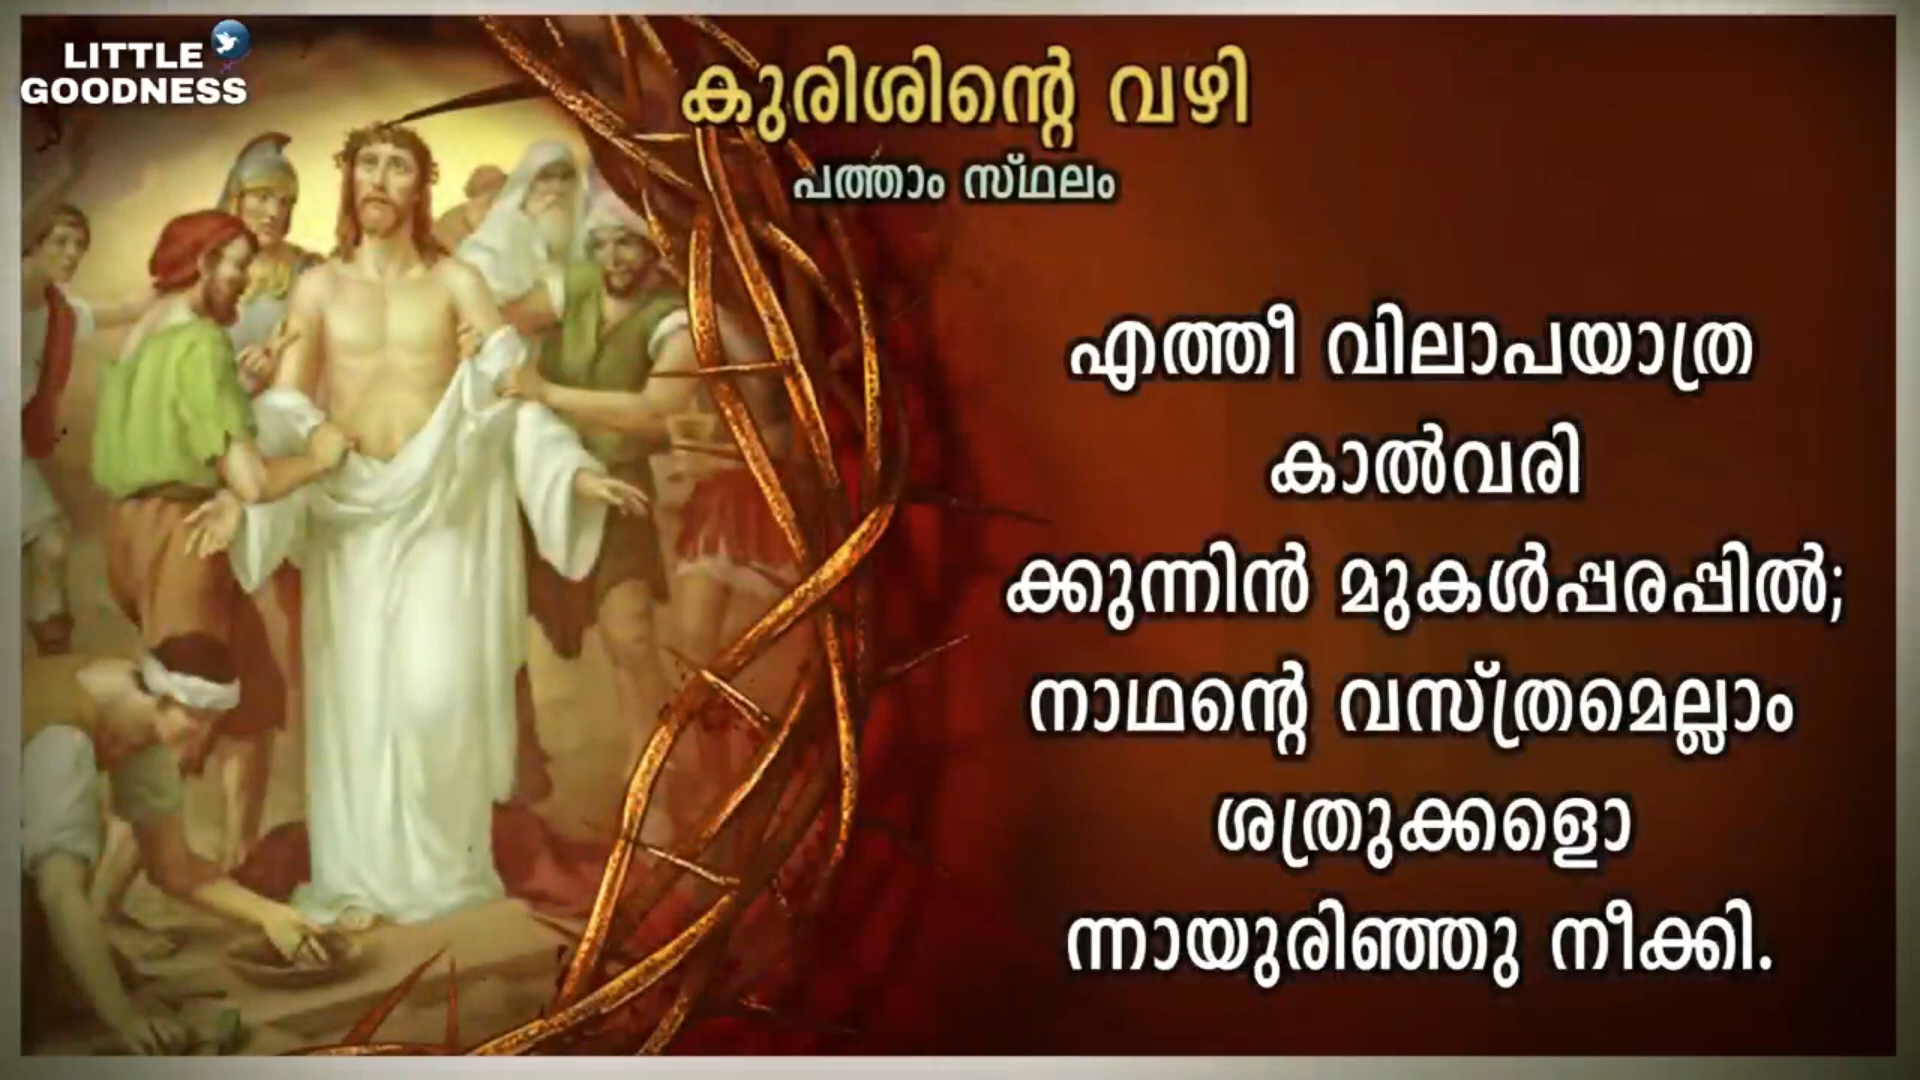 LITTLE
GOODNESS
കുരിശിന്റെ വഴി
പത്താം സ്ഥലം
എത്തീ വിലാപയാത്ര
കാൽവരി
ക്കുന്നിൻ മുകൾപ്പരപ്പിൽ;
നാഥന്റെ വസ്ത്രമെല്ലാം
ശത്രുക്കളൊ
ന്നായുരിഞ്ഞു നീക്കി.